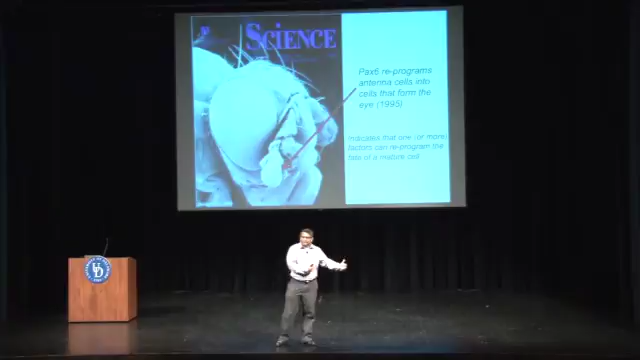 SCIENCE
Pax6 re-programs
antenna cells into
cells that form the
eye (1995)
Indicates that one (or more)
factors can re-program the
fate of a mature cell
UD